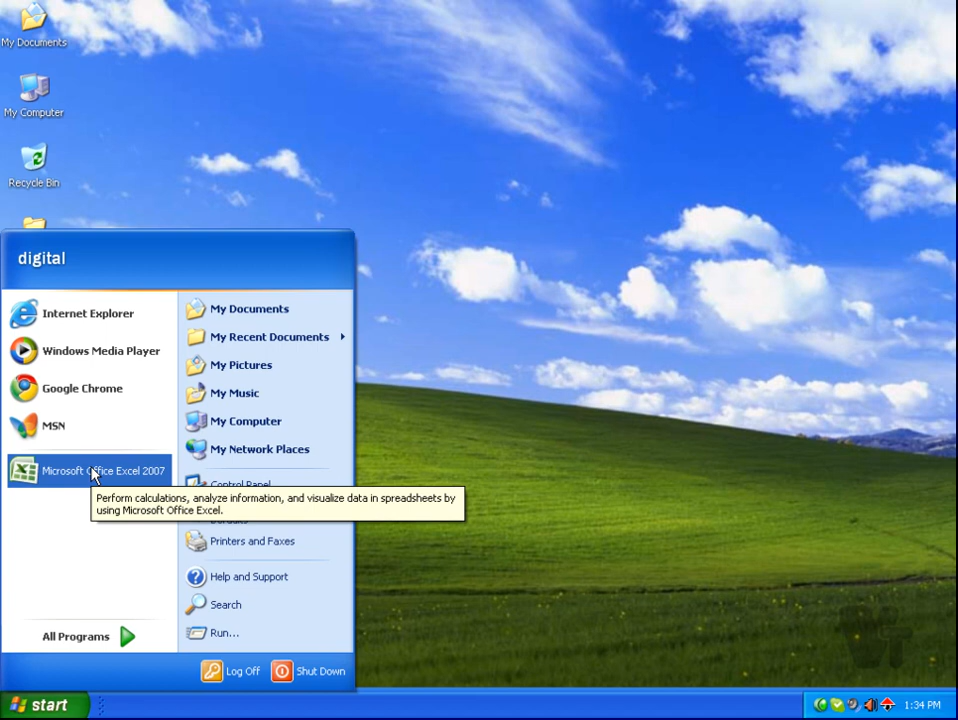 My Documents
My Computer
Recycle Bin
digital
Internet Explorer
Windows Media Player
Google Chrome
MSN
Microsoft Office Excel 2007
All Programs
My Documents
My Recent Documents
My Pictures
My Music
My Computer
My Network Places
Control Panel
Perform calculations, analyze information, and visualize data in spreadsheets by
using Microsoft Office Excel.
Defaults
Printers and Faxes
Help and Support
Search
Run...
Log Off
Shut Down
start
1:34 PM